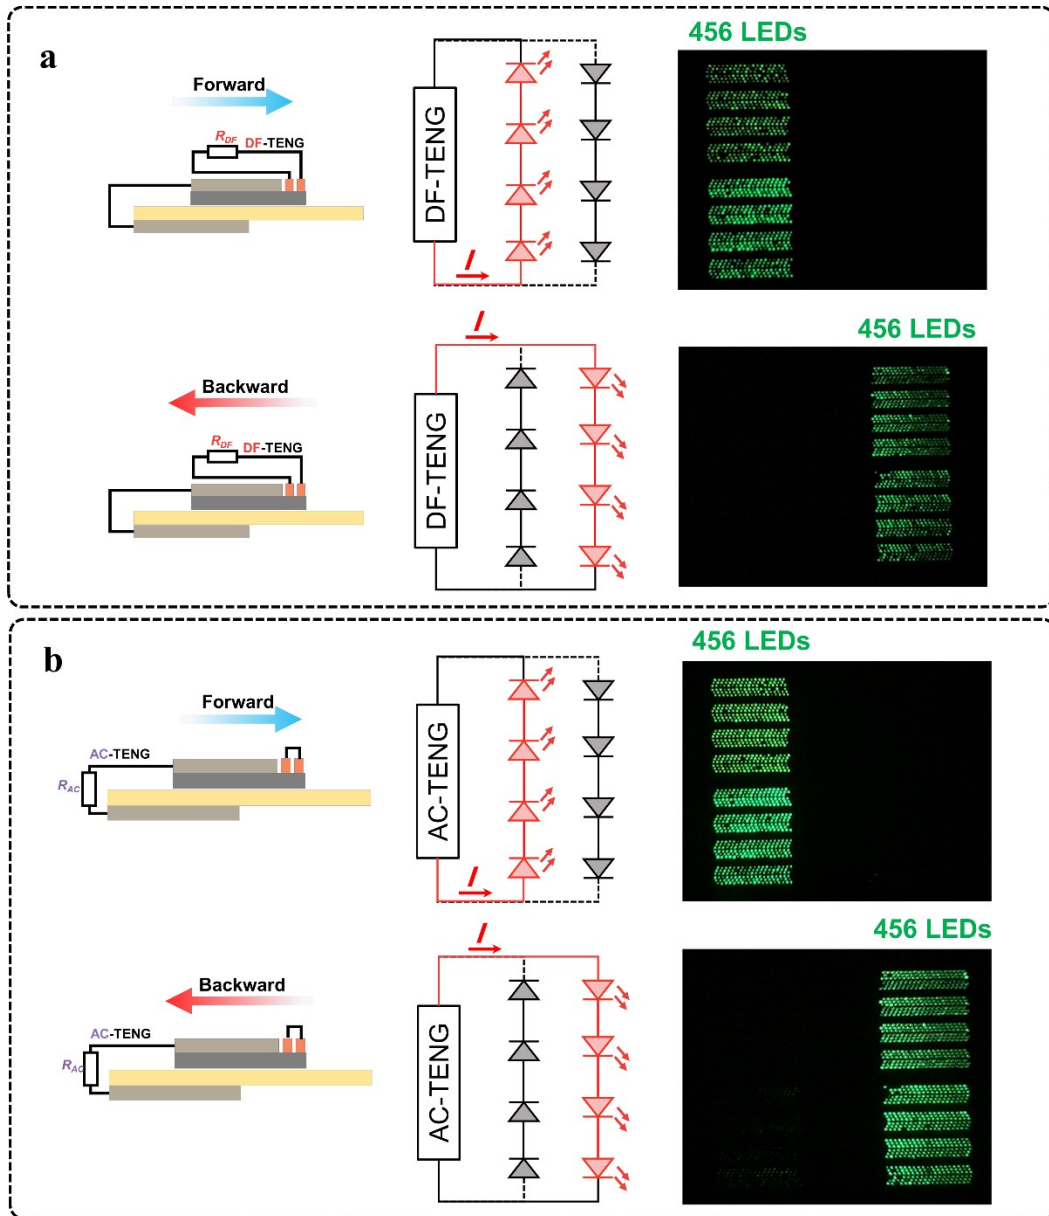 a
456 LEDs
Forward
R_DF DF-TENG
DF-TENG
I
456 LEDs
I
Backward
R_DF DF-TENG
DF-TENG
b
456 LEDs
Forward
AC-TENG
R_AC
AC-TENG
I
456 LEDs
I
Backward
AC-TENG
R_AC
AC-TENG